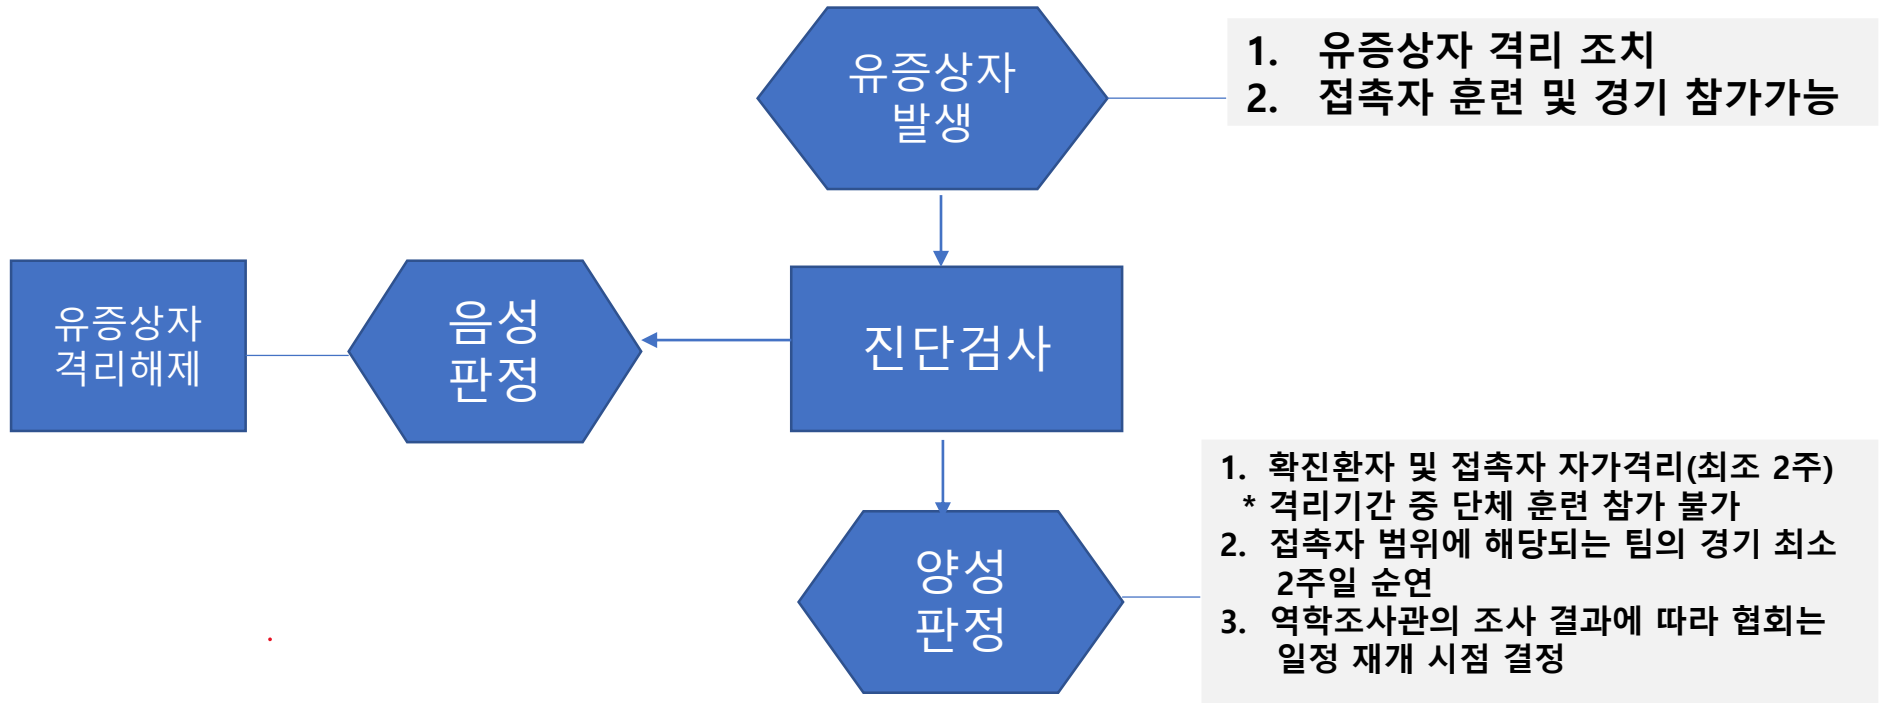 유증상자
발생
1. 유증상자 격리 조치
2. 접촉자 훈련 및 경기 참가가능
유증상자
격리해제
음성
판정
진단검사
양성
판정
1. 확진환자 및 접촉자 자가격리(최조 2주)
* 격리기간 중 단체 훈련 참가 불가
2. 접촉자 범위에 해당되는 팀의 경기 최소
2주일 순연
3. 역학조사관의 조사 결과에 따라 협회는
일정 재개 시점 결정